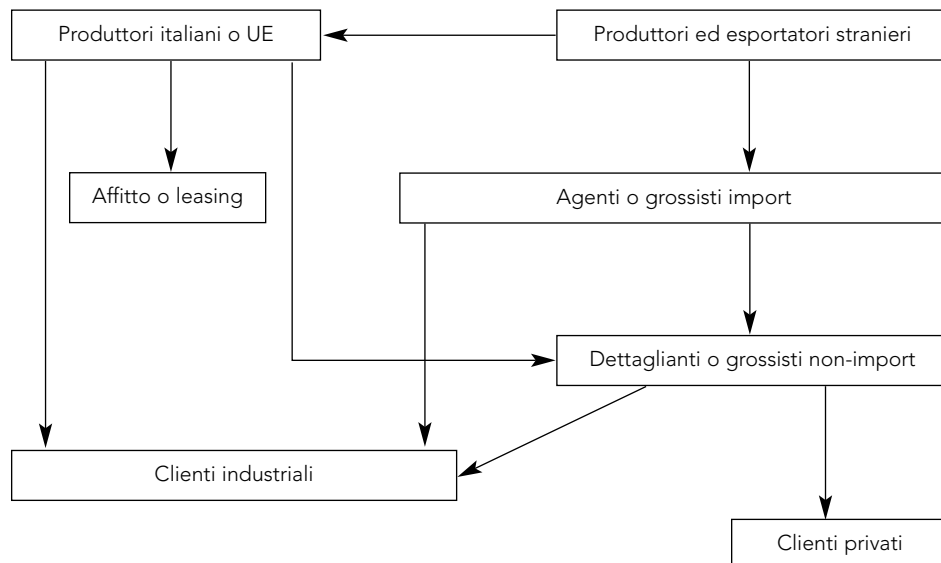 Produttori italiani o UE
Produttori ed esportatori stranieri
Affitto o leasing
Agenti o grossisti import
Dettaglianti o grossisti non-import
Clienti industriali
Clienti privati